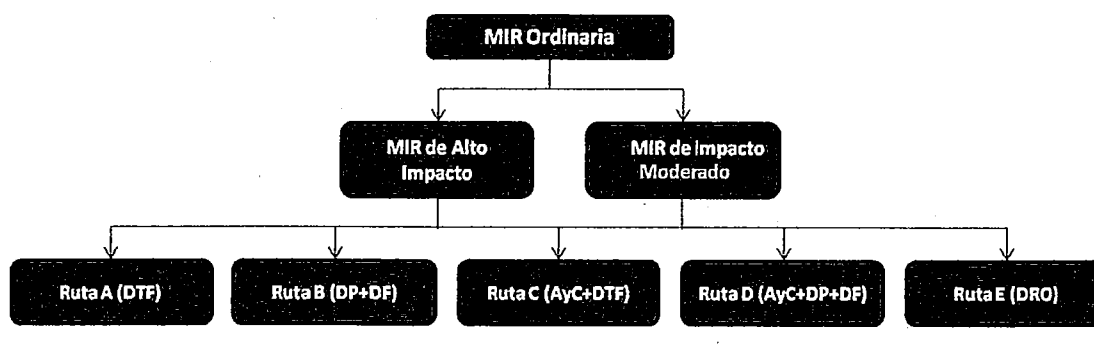 MIR Ordinaria
MIR de Alto
Impacto
MIR de Impacto
Moderado
Ruta A (DTF)
Ruta B (DP+DF)
Ruta C (AyC+DTF)
Ruta D (AyC+DP+DF)
Ruta E (DRO)